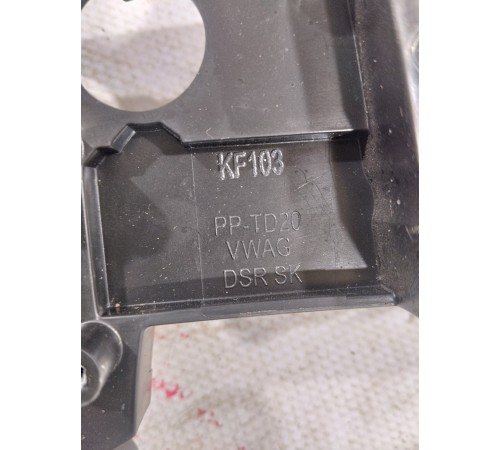 KF103
PP-TD20
VWAG
DSR SK